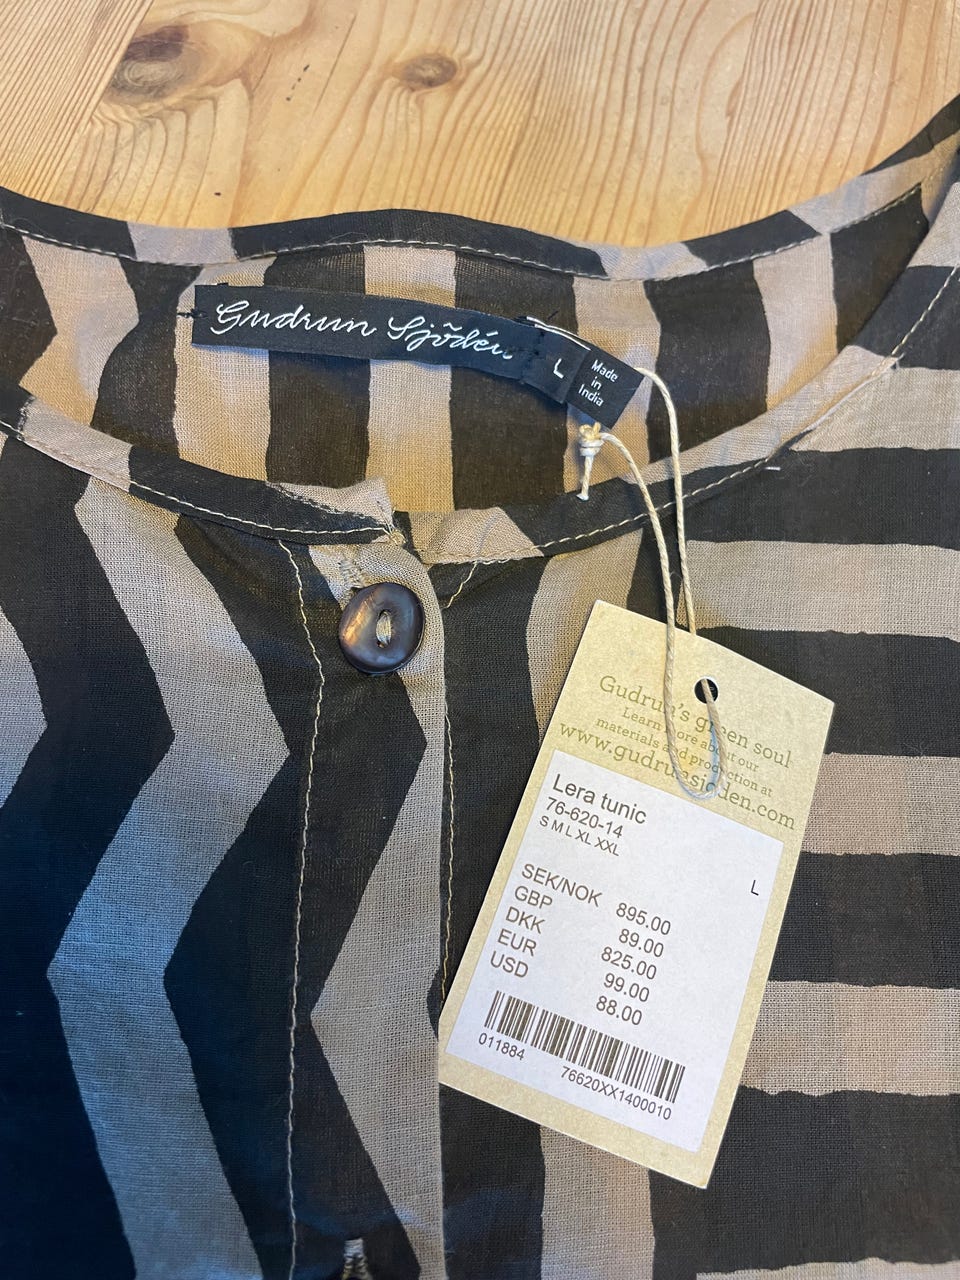 Gudrun Sjödén
L
Made
in
India
Gudrun's green soul
Learn more about our
materials and production at
www.gudrunsjoden.com
Lera tunic
76-620-14
S M L XL XXL
L
SEK/NOK 895.00
GBP 89.00
DKK 825.00
EUR 99.00
USD 88.00
011884
76620XX1400010